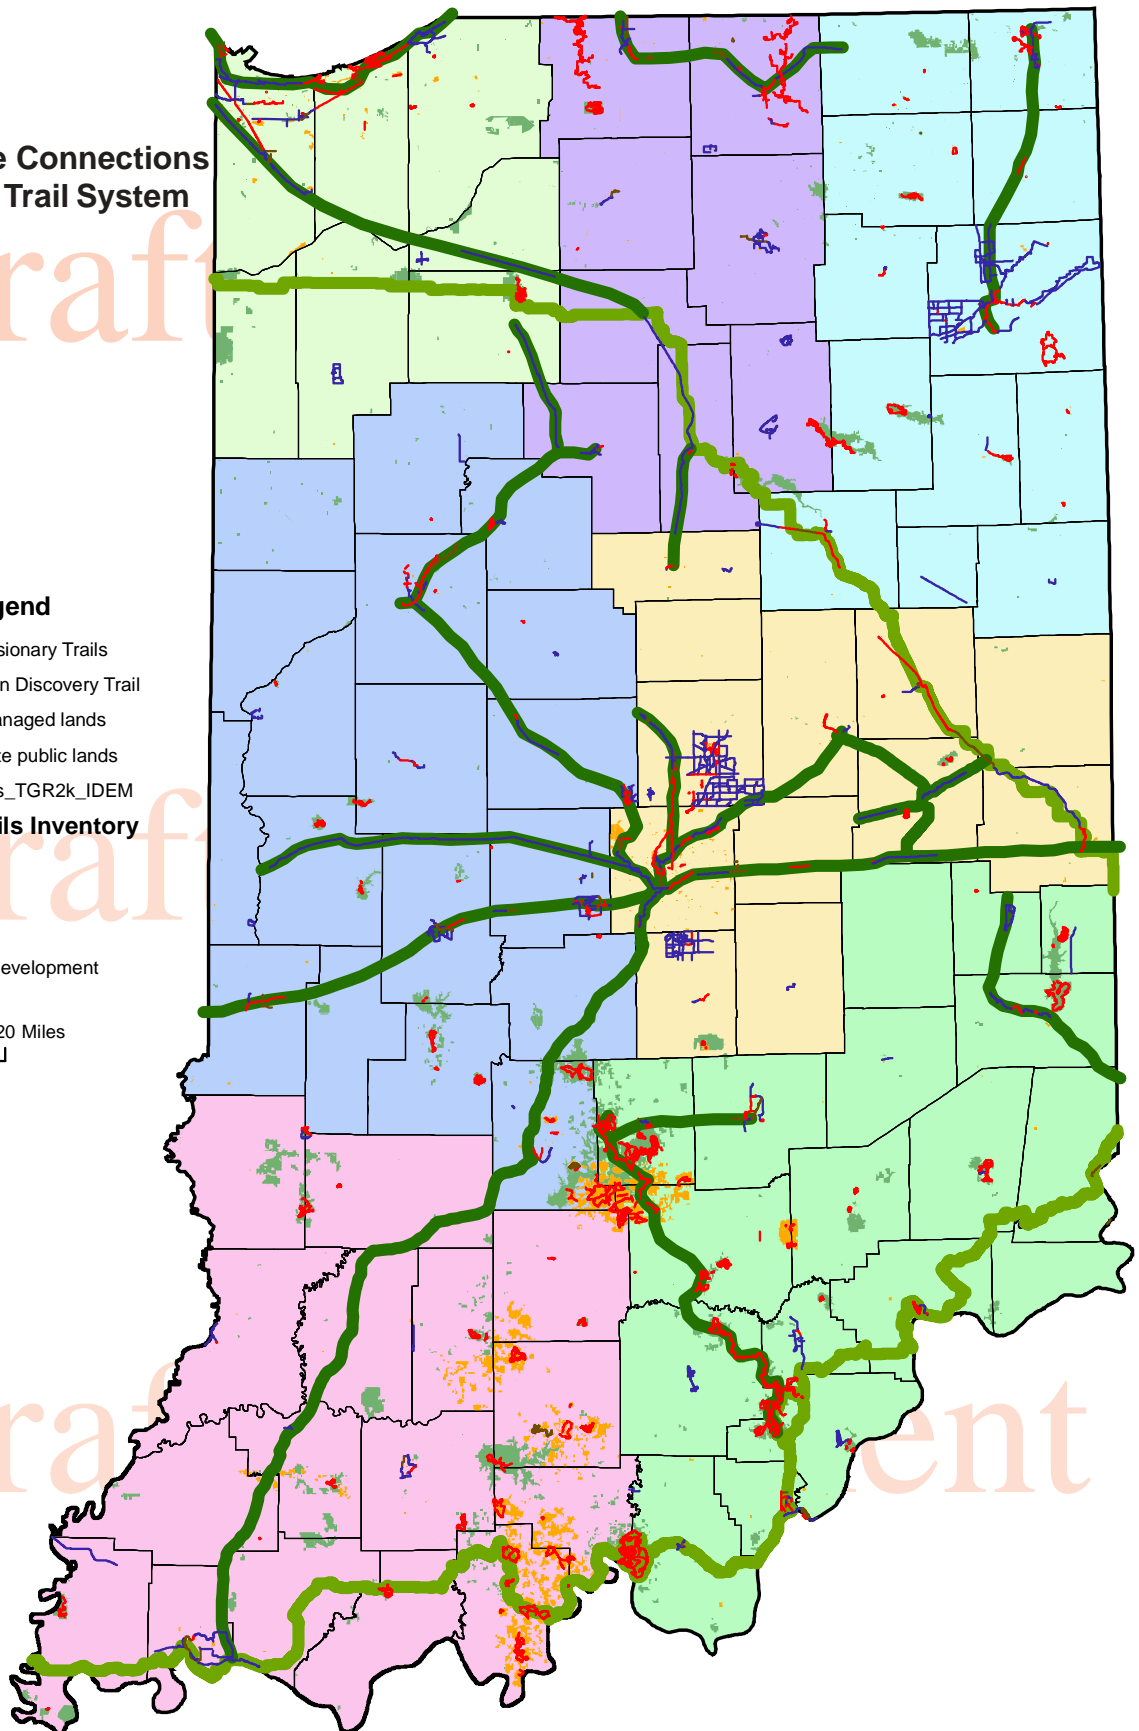 e Connections
Trail System
raft
gend
sionary Trails
n Discovery Trail
anaged lands
te public lands
s_TGR2k_IDEM
ils Inventory
raft
evelopment
20 Miles
raft ent